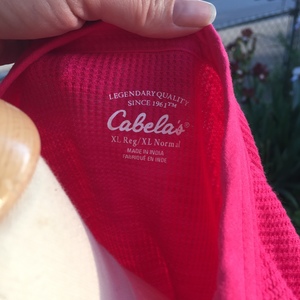 LEGENDARY QUALITY
SINCE 1961™
Cabela's
XL Reg/XL Normal
MADE IN INDIA
FABRIQUÉ EN INDE